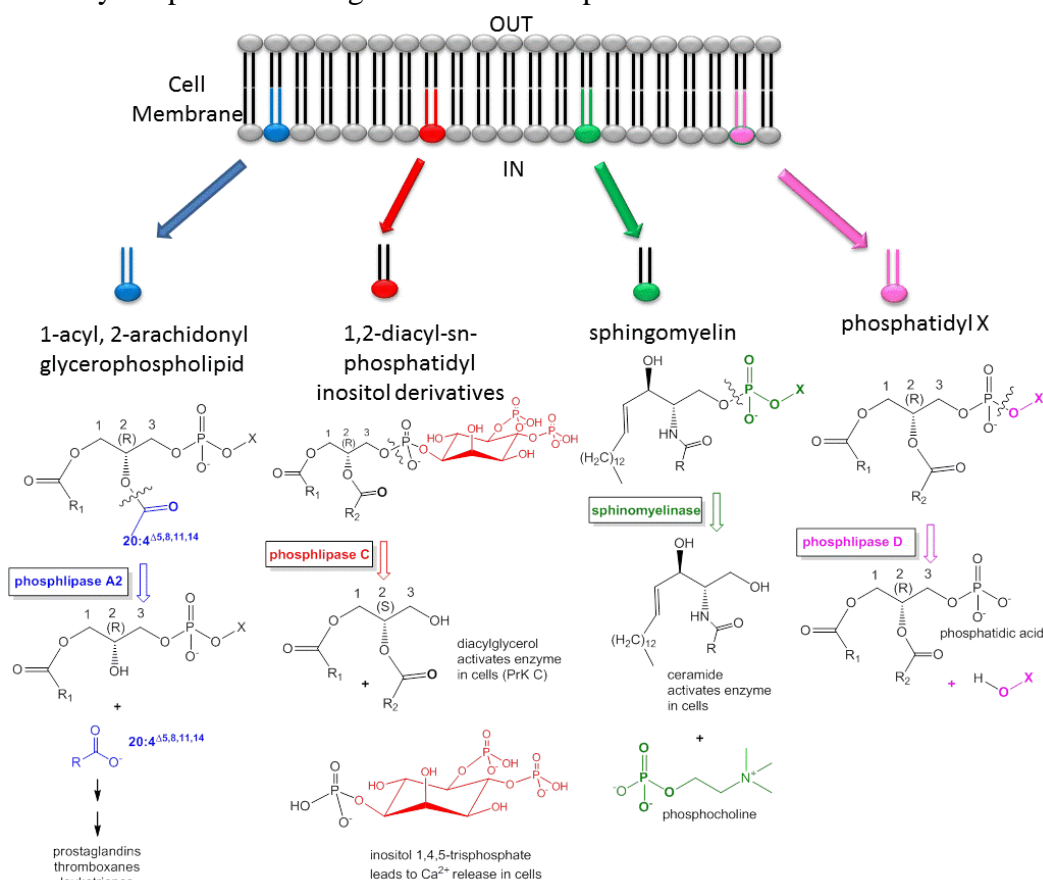 OUT
Cell
Membrane
IN
1-acyl, 2-arachidonyl
glycerophospholipid
1 2 3
(R)
O
O
O
O
P
O
O
O-
X
R1
O
20:4Δ5,8,11,14
phosphlipase A2
1 2 3
(R)
O
O
O
P
O
O
O-
X
R1
OH
+
O
R
O-
20:4Δ5,8,11,14
prostaglandins
thromboxanes
1,2-diacyl-sn-
phosphatidyl
inositol derivatives
1 2 3
(R)
O
O
O
O
P
O
O
O-
R1
O
R2
HO
OH
O
P
OH
O-
O
P
OH
O-
HO
OH
phosphlipase C
1 2 3
(S)
OH
O
O
O
O
R1
R2
+
diacylglycerol
activates enzyme
in cells (PrK C)
O
HO
P
O
O-
HO
OH
O
P
OH
O-
O
P
OH
O-
HO
OH
inositol 1,4,5-trisphosphate
leads to Ca2+ release in cells
sphingomyelin
OH
O
O
P
O
X
O-
HN
O
R
(H2C)12
sphinomyelinase
OH
OH
HN
O
R
(H2C)12
ceramide
activates enzyme
in cells
+
O
P
-O
O-
O
N+
phosphocholine
phosphatidyl X
1 2 3
(R)
O
O
O
O
P
O
O
X
O-
R1
O
R2
phosphlipase D
1 2 3
(R)
O
O
O
O
P
O
O-
O-
phosphatidic acid
R1
O
R2
+
H
O
X